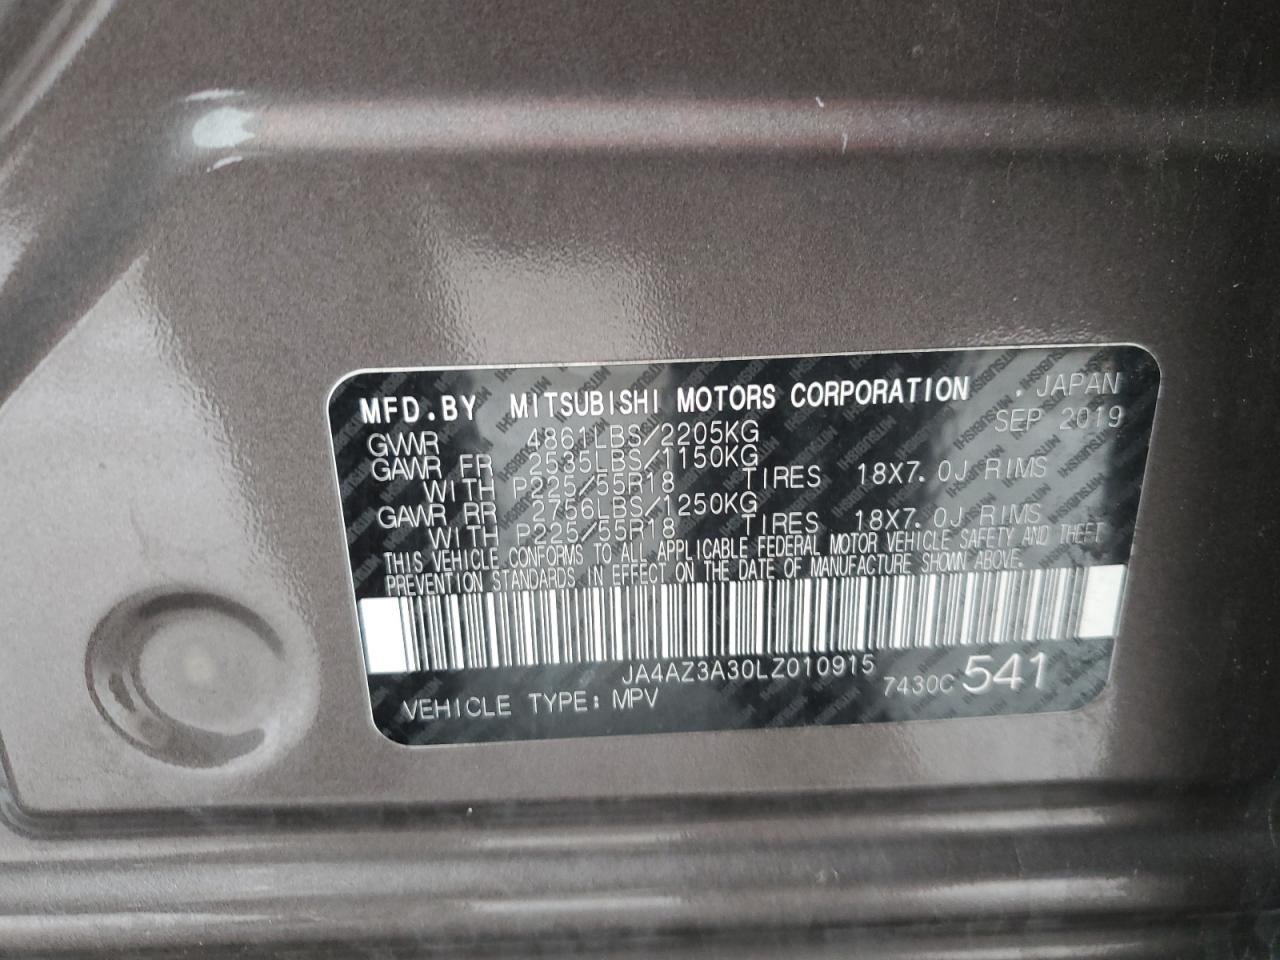 MFD.BY MITSUBISHI MOTORS CORPORATION . JAPAN
SEP 2019
GVWR 4861LBS/2205KG
GAWR FR 2535LBS/1150KG
WITH P225/55R18 TIRES 18X7.0J RIMS
GAWR RR 2756LBS/1250KG
WITH P225/55R18 TIRES 18X7.0J RIMS
THIS VEHICLE CONFORMS TO ALL APPLICABLE FEDERAL MOTOR VEHICLE SAFETY AND THEFT
PREVENTION STANDARDS IN EFFECT ON THE DATE OF MANUFACTURE SHOWN ABOVE.
JA4AZ3A30LZ010915
7430C 541
VEHICLE TYPE: MPV